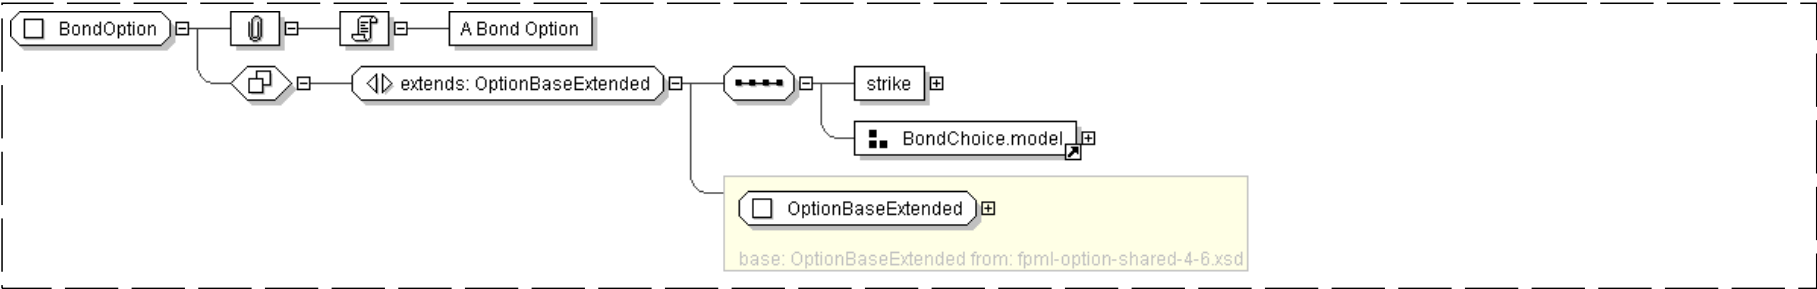 BondOption
A Bond Option
extends: OptionBaseExtended
strike
BondChoice.model
OptionBaseExtended
base: OptionBaseExtended from: fpml-option-shared-4-6.xsd